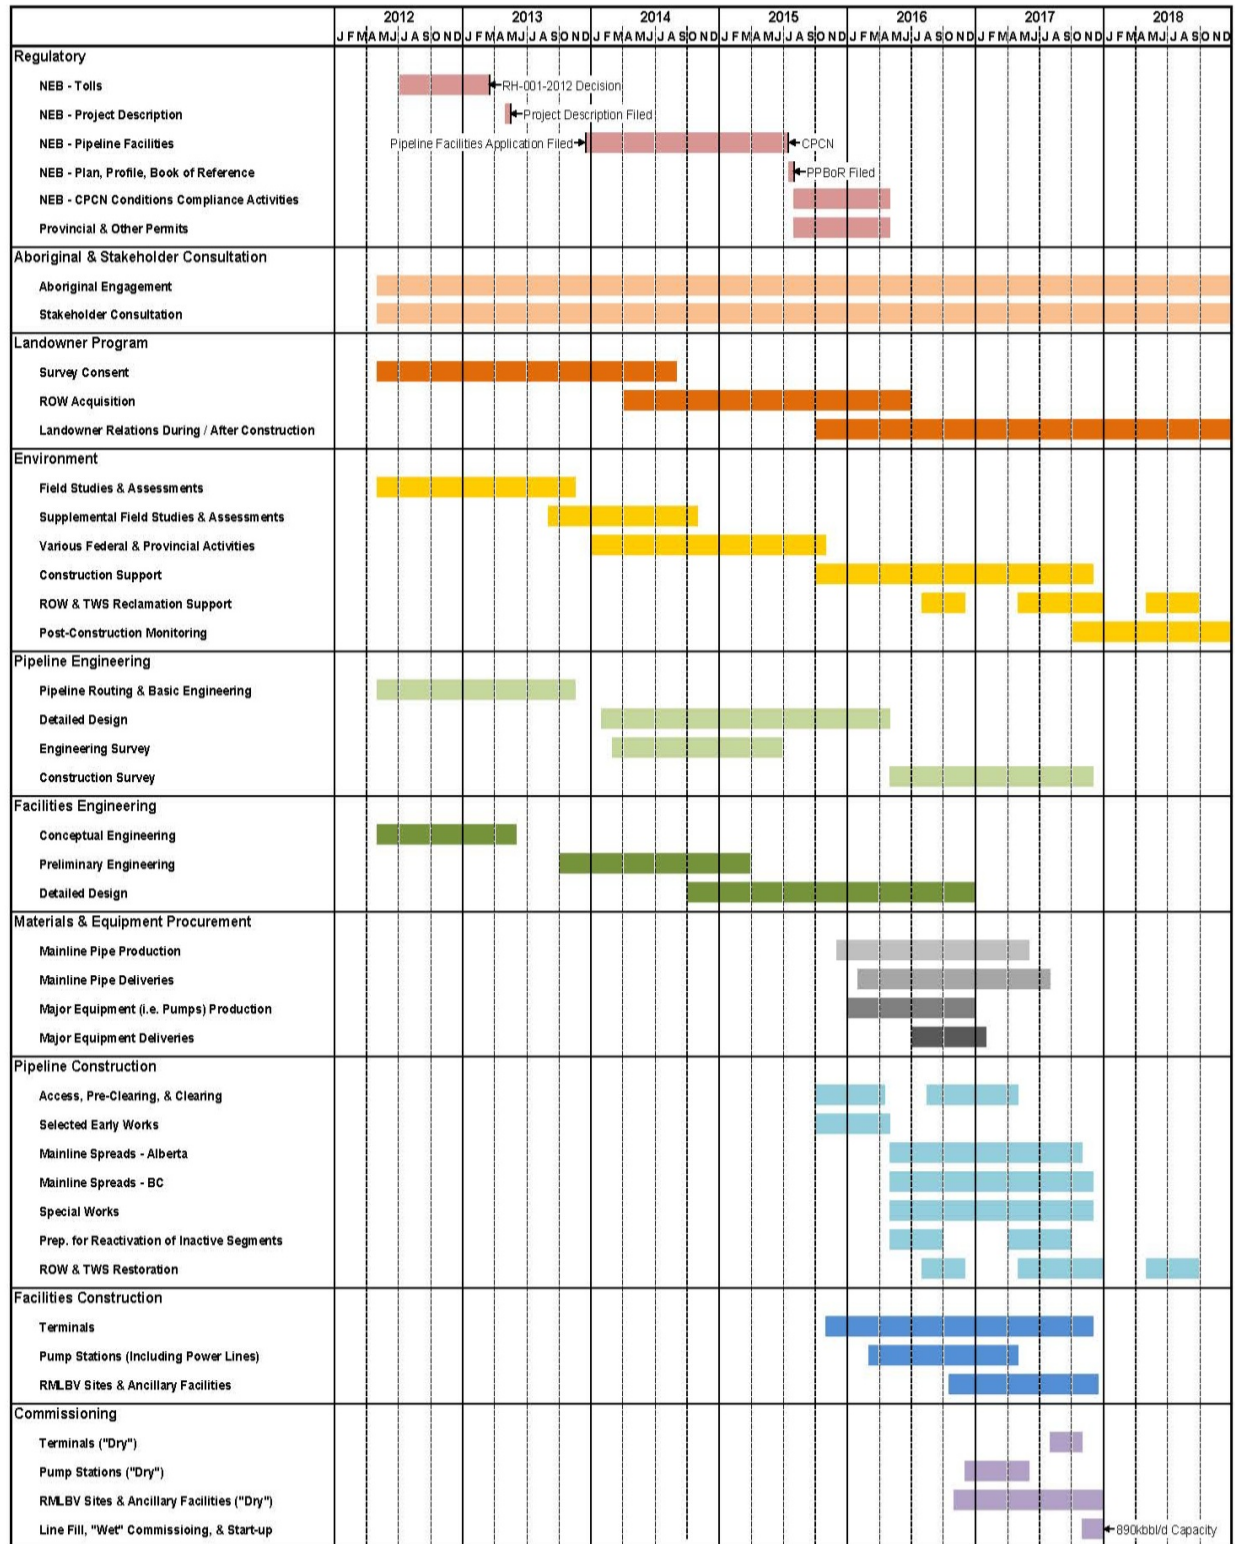 2012 2013 2014 2015 2016 2017 2018
J F M A M J J A S O N D J F M A M J J A S O N D J F M A M J J A S O N D J F M A M J J A S O N D J F M A M J J A S O N D J F M A M J J A S O N D J F M A M J J A S O N D
Regulatory
NEB - Tolls RH-001-2012 Decision
NEB - Project Description Project Description Filed
NEB - Pipeline Facilities Pipeline Facilities Application Filed CPCN
NEB - Plan, Profile, Book of Reference PPBoR Filed
NEB - CPCN Conditions Compliance Activities
Provincial & Other Permits
Aboriginal & Stakeholder Consultation
Aboriginal Engagement
Stakeholder Consultation
Landowner Program
Survey Consent
ROW Acquisition
Landowner Relations During / After Construction
Environment
Field Studies & Assessments
Supplemental Field Studies & Assessments
Various Federal & Provincial Activities
Construction Support
ROW & TWS Reclamation Support
Post-Construction Monitoring
Pipeline Engineering
Pipeline Routing & Basic Engineering
Detailed Design
Engineering Survey
Construction Survey
Facilities Engineering
Conceptual Engineering
Preliminary Engineering
Detailed Design
Materials & Equipment Procurement
Mainline Pipe Production
Mainline Pipe Deliveries
Major Equipment (i.e. Pumps) Production
Major Equipment Deliveries
Pipeline Construction
Access, Pre-Clearing, & Clearing
Selected Early Works
Mainline Spreads - Alberta
Mainline Spreads - BC
Special Works
Prep. for Reactivation of Inactive Segments
ROW & TWS Restoration
Facilities Construction
Terminals
Pump Stations (Including Power Lines)
RMLBV Sites & Ancillary Facilities
Commissioning
Terminals ("Dry")
Pump Stations ("Dry")
RMLBV Sites & Ancillary Facilities ("Dry")
Line Fill, "Wet" Commissioing, & Start-up 890kbbl/d Capacity